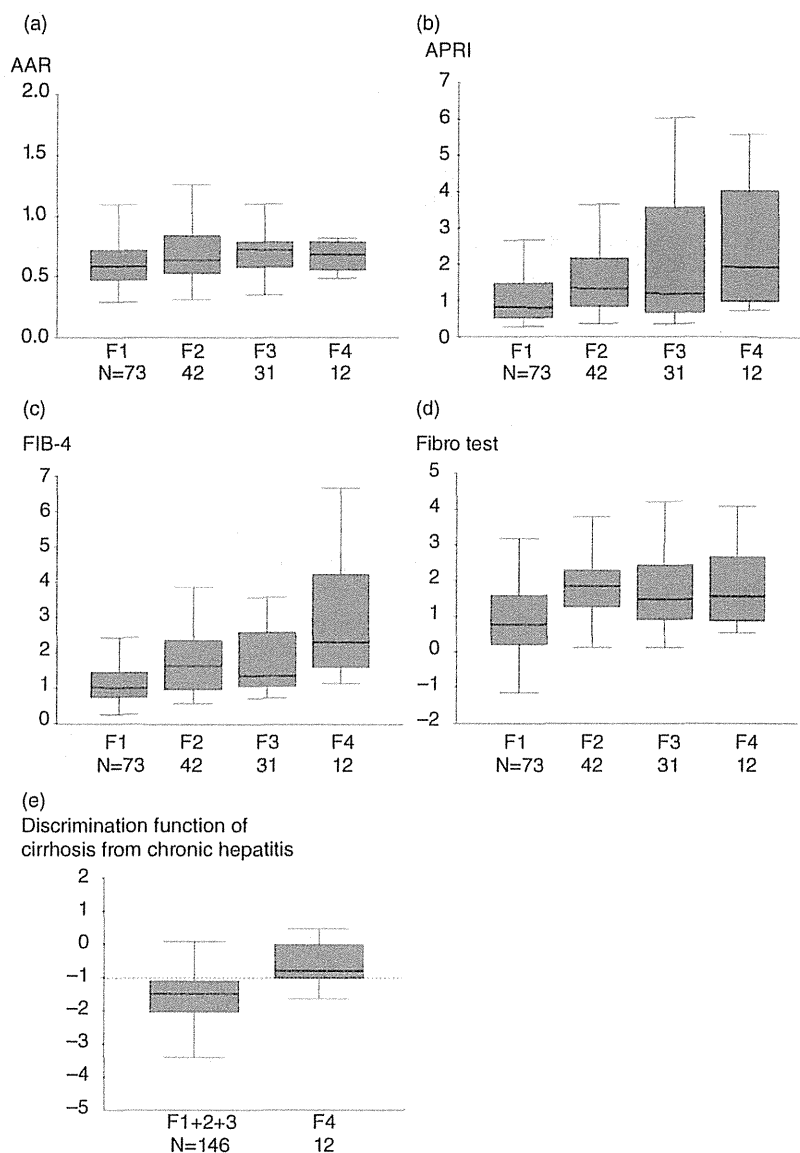 (a)
AAR
2.0
1.5
1.0
0.5
0.0
F1 F2 F3 F4
N=73 42 31 12
(b)
APRI
7
6
5
4
3
2
1
0
F1 F2 F3 F4
N=73 42 31 12
(c)
FIB-4
7
6
5
4
3
2
1
0
F1 F2 F3 F4
N=73 42 31 12
(d)
Fibro test
5
4
3
2
1
0
−1
−2
F1 F2 F3 F4
N=73 42 31 12
(e)
Discrimination function of
cirrhosis from chronic hepatitis
2
1
0
−1
−2
−3
−4
−5
F1+2+3 F4
N=146 12